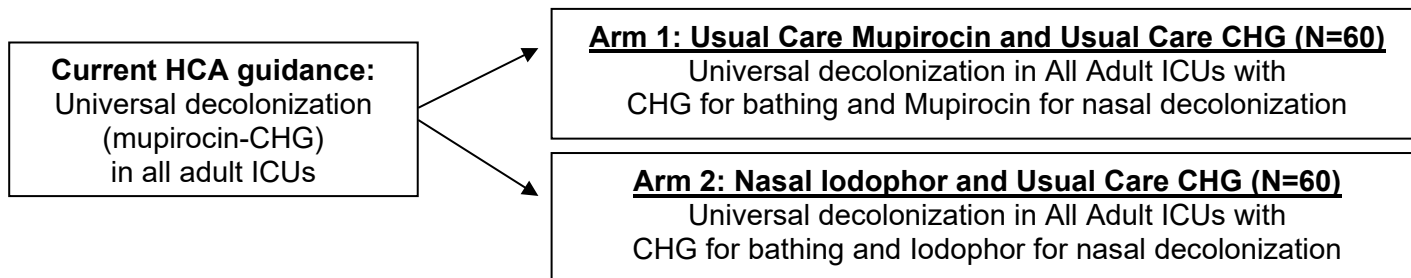 Current HCA guidance:
Universal decolonization
(mupirocin-CHG)
in all adult ICUs
Arm 1: Usual Care Mupirocin and Usual Care CHG (N=60)
Universal decolonization in All Adult ICUs with
CHG for bathing and Mupirocin for nasal decolonization
Arm 2: Nasal Iodophor and Usual Care CHG (N=60)
Universal decolonization in All Adult ICUs with
CHG for bathing and Iodophor for nasal decolonization